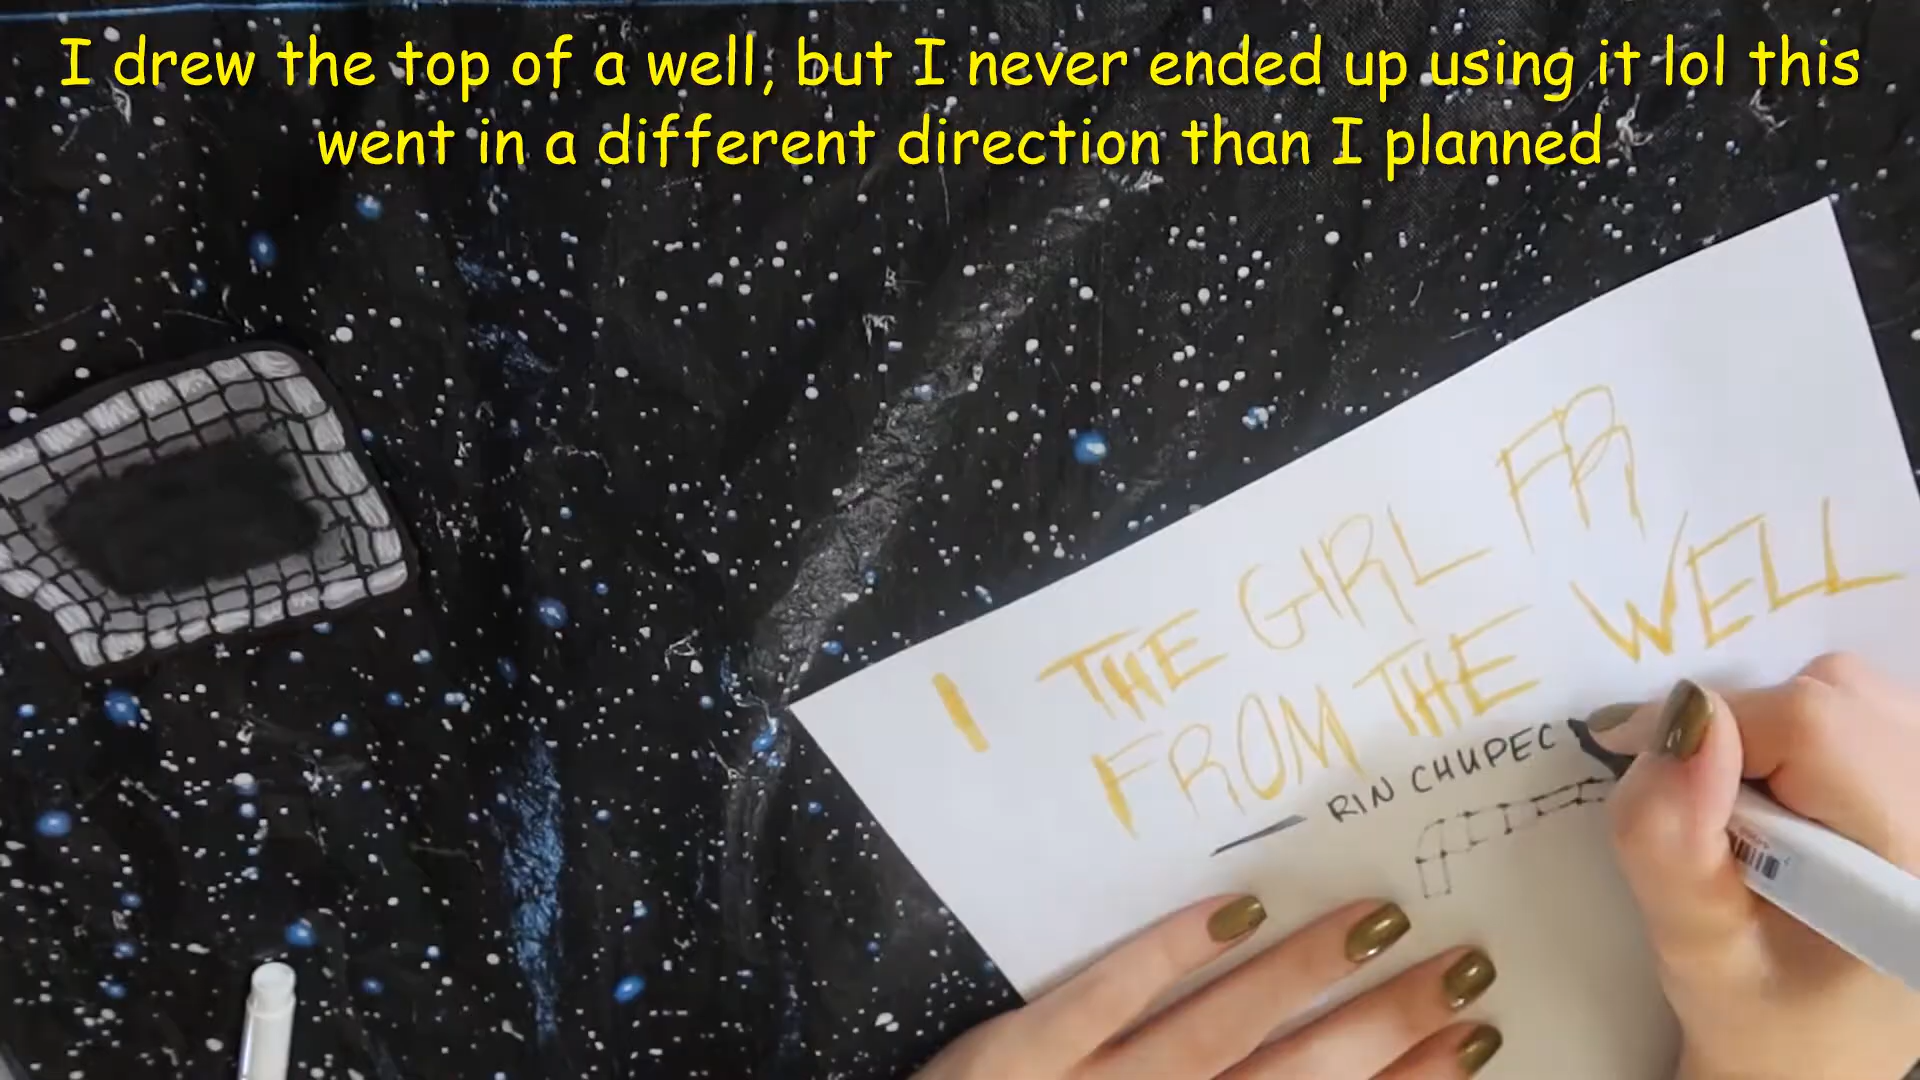 I drew the top of a well, but I never ended up using it lol this
went in a different direction than I planned
THE GIRL FR
FROM THE WELL
RIN CHUPEC